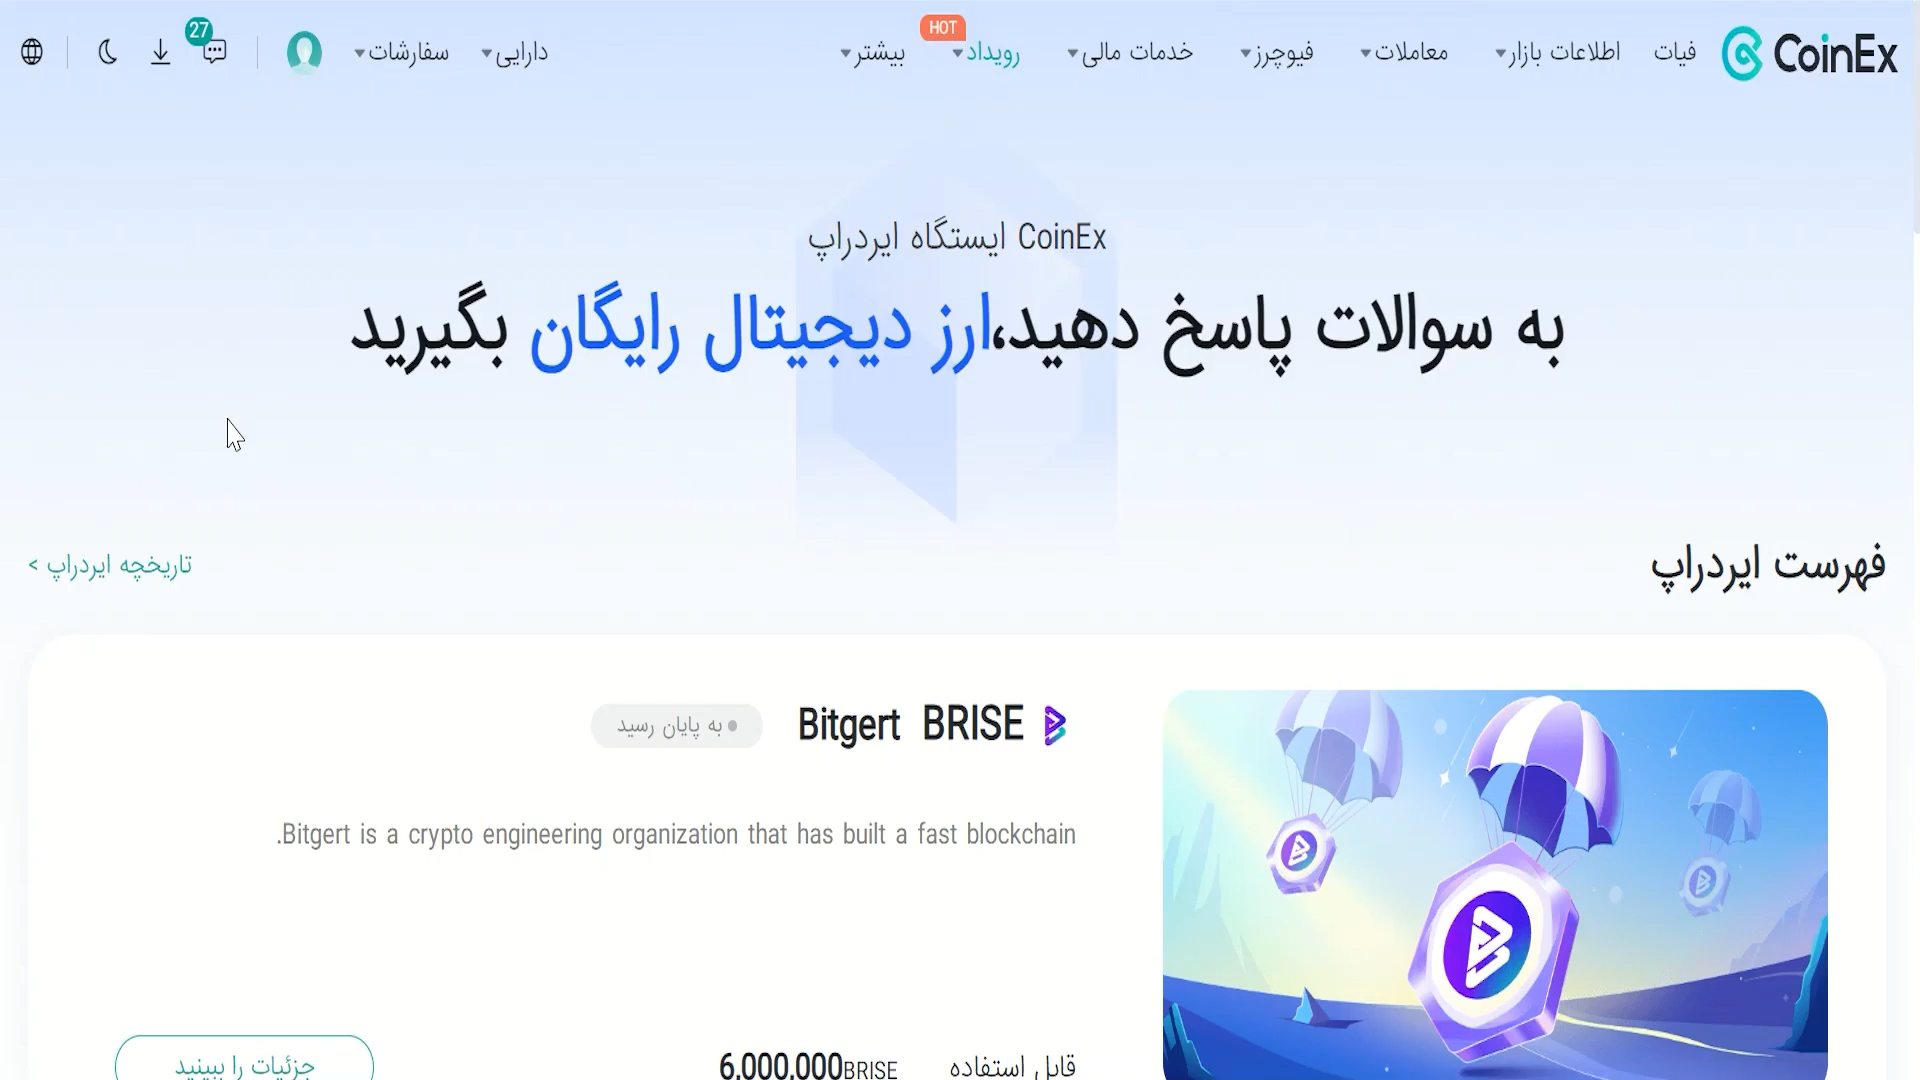 CoinEx فیات اطلاعات بازار معاملات فیوچرز خدمات مالی رویداد HOT بیشتر دارایی سفارشات 27
CoinEx ایستگاه ایردراپ
به سوالات پاسخ دهید،ارز دیجیتال رایگان بگیرید
فهرست ایردراپ
تاریخچه ایردراپ >
BRISE Bitgert
به پایان رسید
Bitgert is a crypto engineering organization that has built a fast blockchain.
قابل استفاده 6,000,000BRISE
جزئیات را ببینید